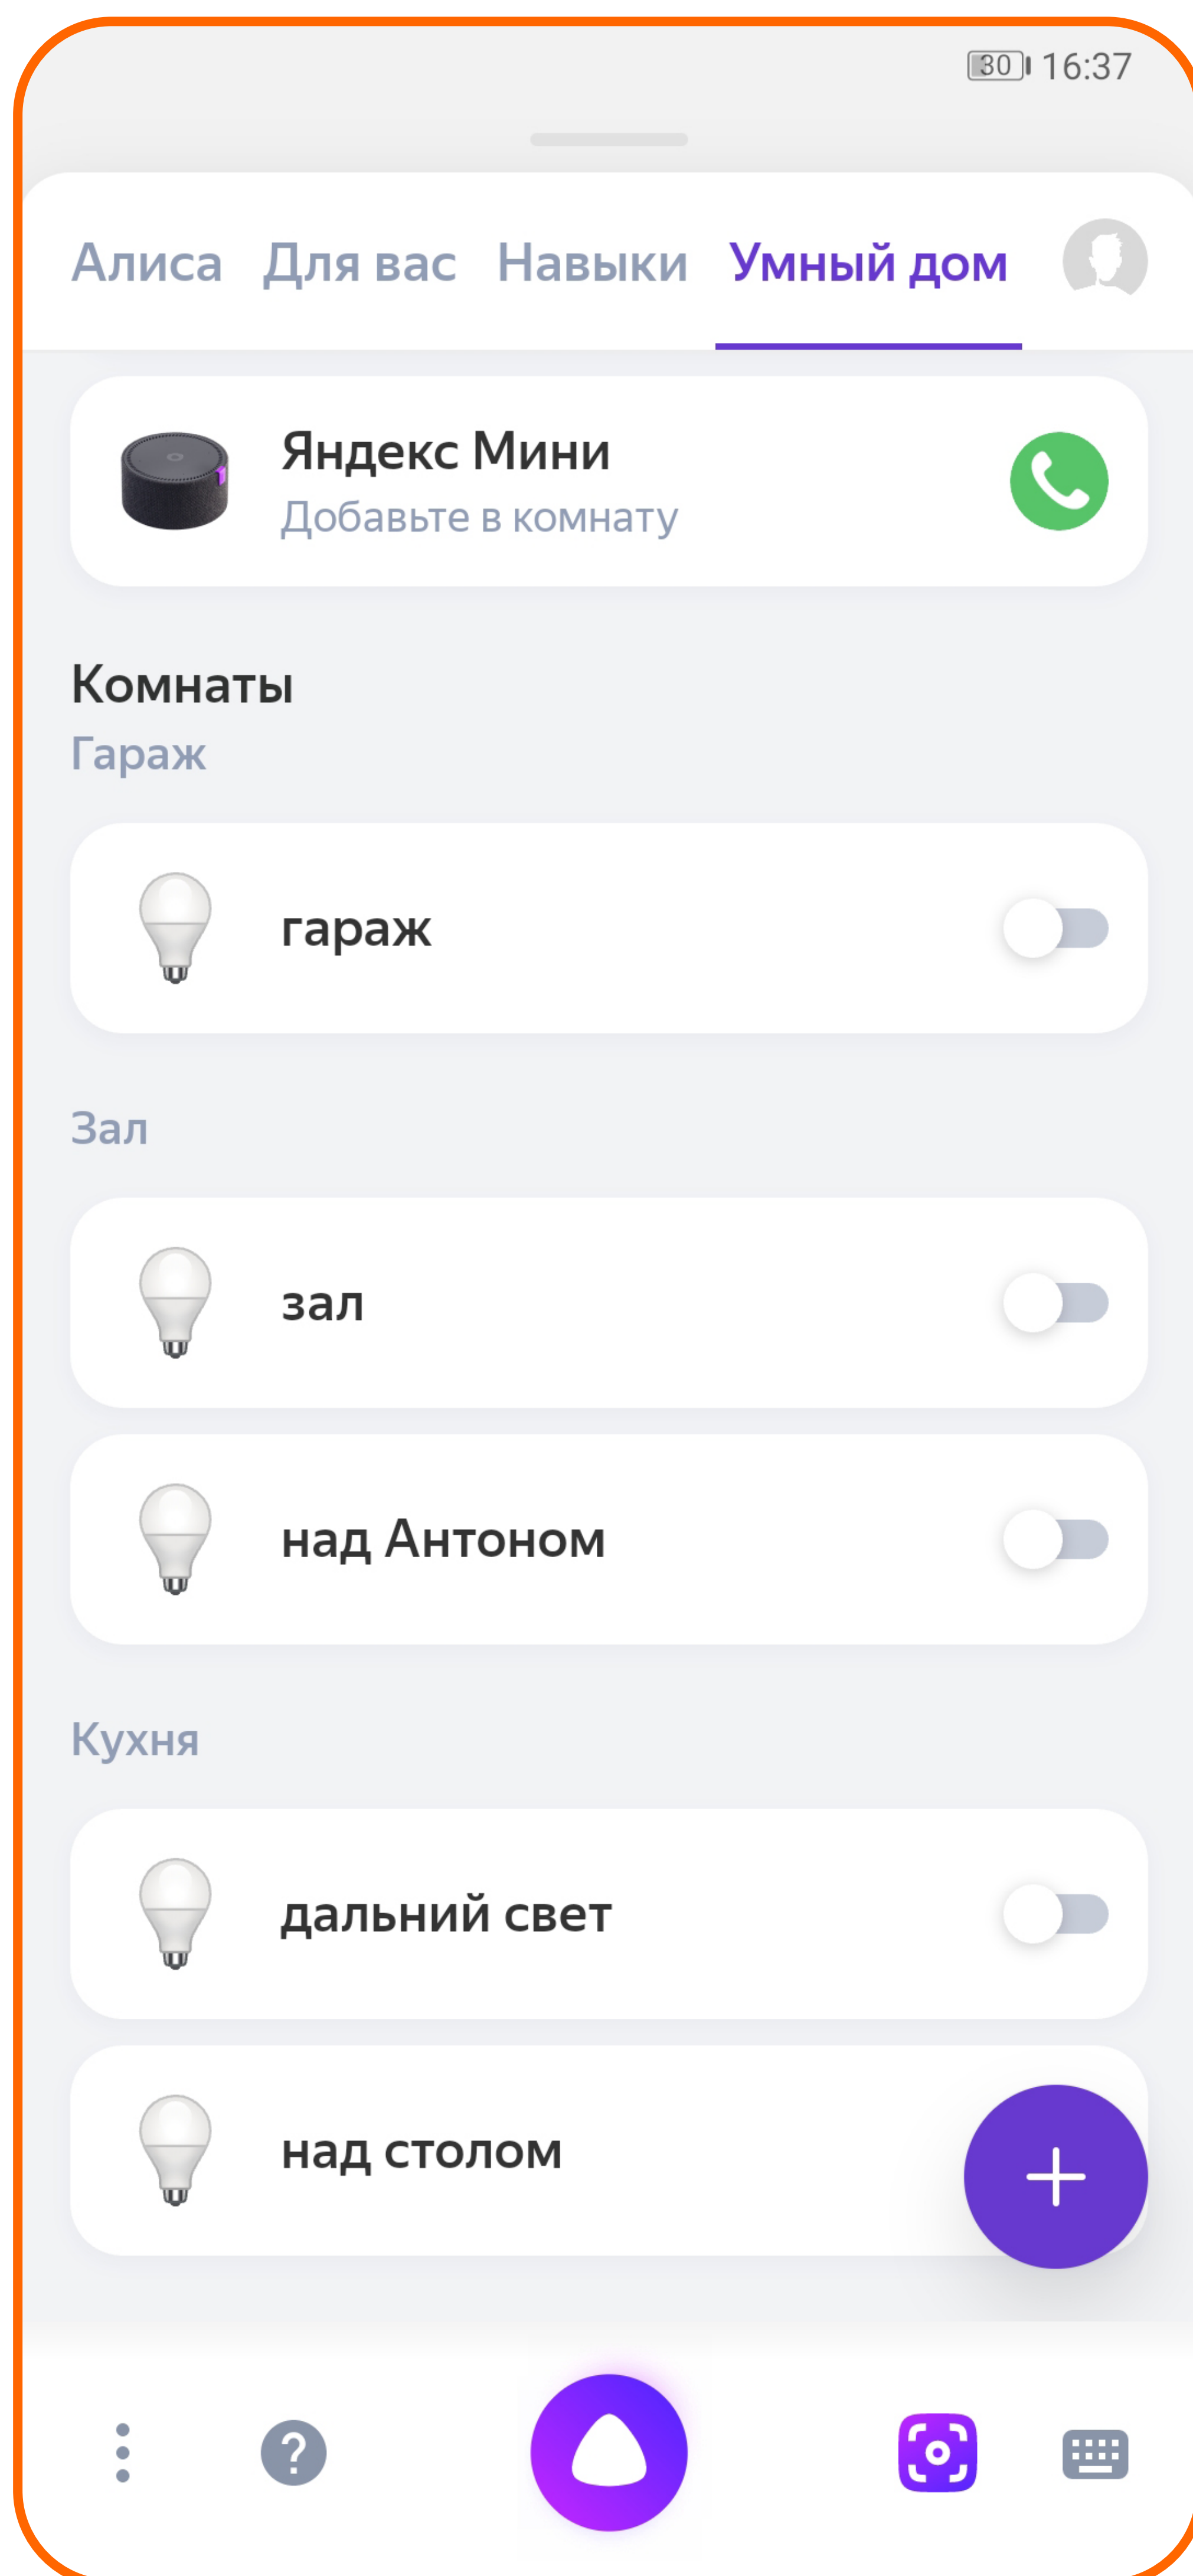 30 16:37
Алиса Для вас Навыки Умный дом
Яндекс Мини
Добавьте в комнату
Комнаты
Гараж
гараж
Зал
зал
над Антоном
Кухня
дальний свет
над столом